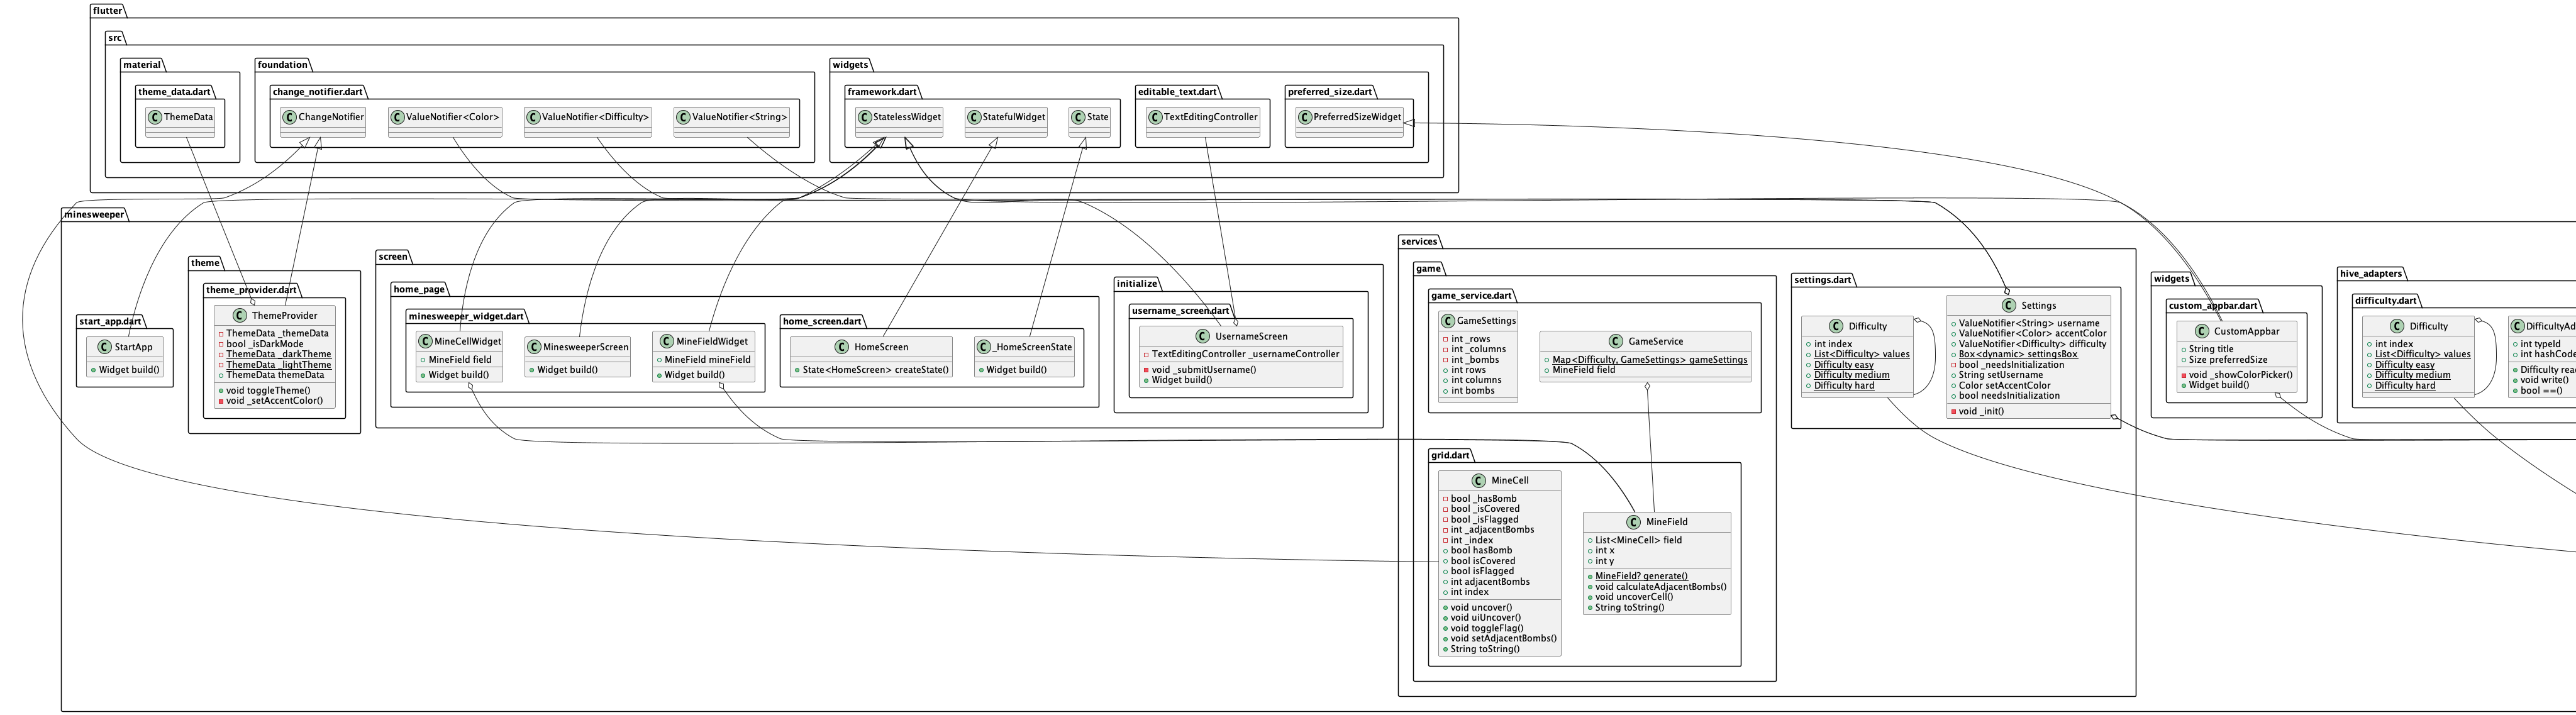 flutter
src
material
theme_data.dart
C ThemeData
foundation
change_notifier.dart
C ChangeNotifier
C ValueNotifier<Color>
C ValueNotifier<Difficulty>
C ValueNotifier<String>
widgets
framework.dart
C StatelessWidget
C StatefulWidget
C State
editable_text.dart
C TextEditingController
preferred_size.dart
C PreferredSizeWidget
minesweeper
start_app.dart
C StartApp
Widget build()
theme
theme_provider.dart
C ThemeProvider
ThemeData _themeData
bool _isDarkMode
ThemeData _darkTheme
ThemeData _lightTheme
ThemeData themeData
void toggleTheme()
void _setAccentColor()
screen
home_page
minesweeper_widget.dart
C MineCellWidget
MineField field
Widget build()
C MinesweeperScreen
Widget build()
C MineFieldWidget
MineField mineField
Widget build()
home_screen.dart
C HomeScreen
State<HomeScreen> createState()
C _HomeScreenState
Widget build()
initialize
username_screen.dart
C UsernameScreen
TextEditingController _usernameController
void _submitUsername()
Widget build()
services
game
game_service.dart
C GameSettings
int _rows
int _columns
int _bombs
int rows
int columns
int bombs
C GameService
Map<Difficulty, GameSettings> gameSettings
MineField field
grid.dart
C MineCell
bool _hasBomb
bool _isCovered
bool _isFlagged
int _adjacentBombs
int _index
bool hasBomb
bool isCovered
bool isFlagged
int adjacentBombs
int index
void uncover()
void uiUncover()
void toggleFlag()
void setAdjacentBombs()
String toString()
C MineField
List<MineCell> field
int x
int y
MineField? generate()
void calculateAdjacentBombs()
void uncoverCell()
String toString()
settings.dart
C Difficulty
int index
List<Difficulty> values
Difficulty easy
Difficulty medium
Difficulty hard
C Settings
ValueNotifier<String> username
ValueNotifier<Color> accentColor
ValueNotifier<Difficulty> difficulty
Box<dynamic> settingsBox
bool _needsInitialization
String setUsername
Color setAccentColor
bool needsInitialization
void _init()
widgets
custom_appbar.dart
C CustomAppbar
String title
Size preferredSize
void _showColorPicker()
Widget build()
hive_adapters
difficulty.dart
C Difficulty
int index
List<Difficulty> values
Difficulty easy
Difficulty medium
Difficulty hard
C DifficultyAd
int typeId
int hashCode
Difficulty rea
void write()
bool ==()